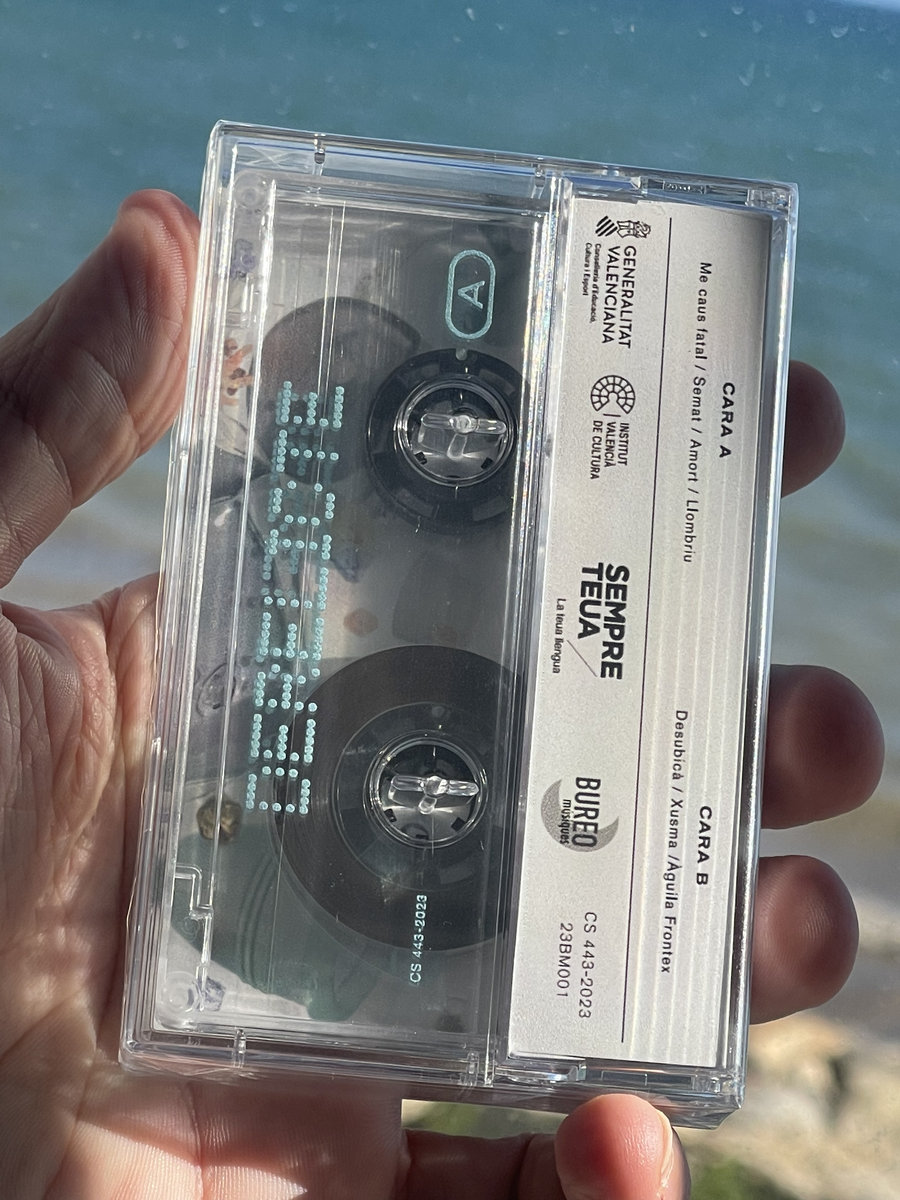 CARA A
Me caus fatal / Semat / Amort / Llombriu
CARA B
Desubicà / Xusma /Àguila Frontex
GENERALITAT
VALENCIANA
Conselleria d'Educació,
Cultura i Esport
INSTITUT
VALENCIÀ
DE CULTURA
SEMPRE
TEUA
La teua llengua
BUREO
músiques
CS 443-2023
23BM001
A
CS 443-2023